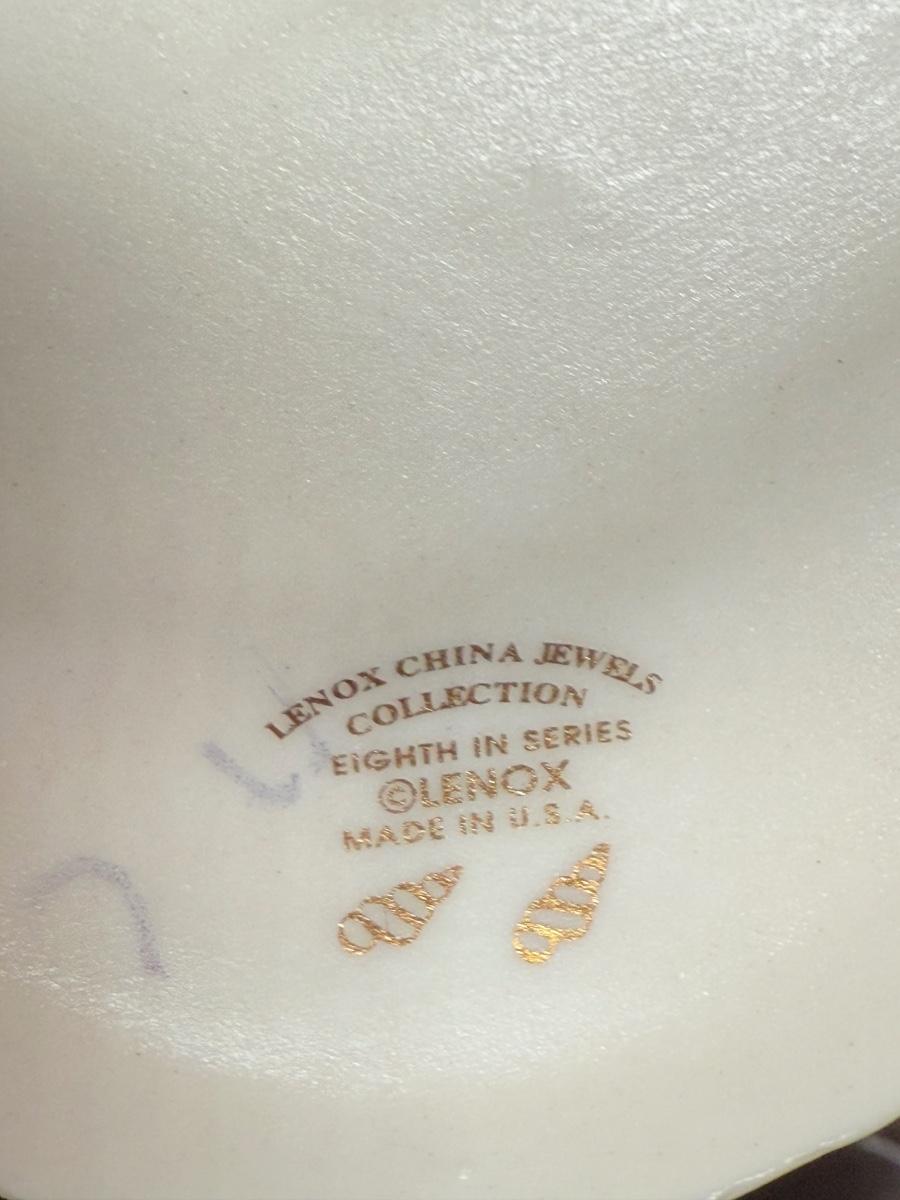 LENOX CHINA JEWELS
COLLECTION
EIGHTH IN SERIES
©LENOX
MADE IN U.S.A.